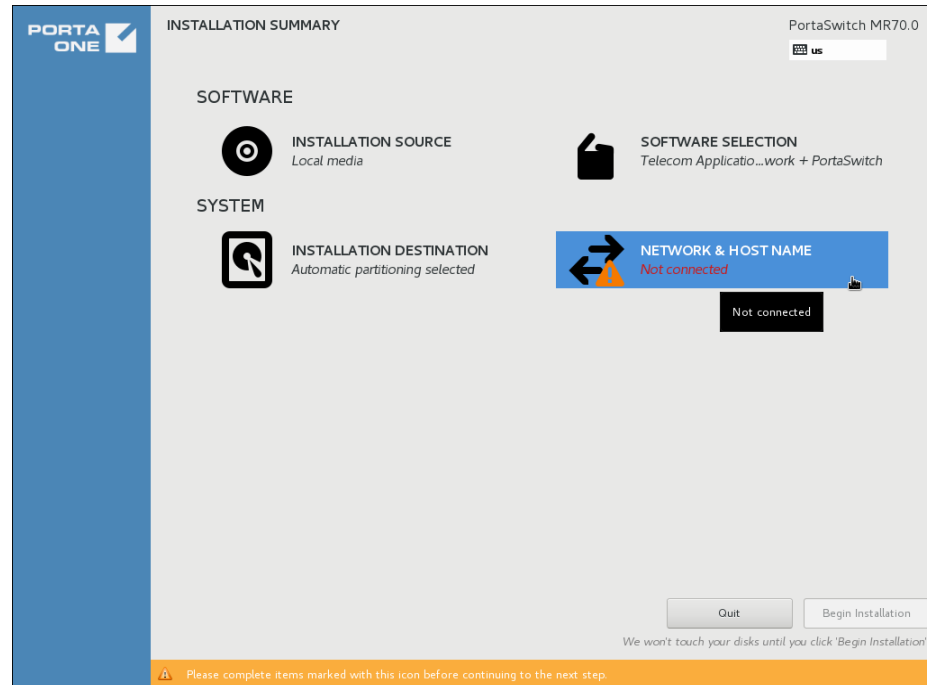 PORTA
ONE
INSTALLATION SUMMARY
PortaSwitch MR70.0
us
SOFTWARE
INSTALLATION SOURCE
Local media
SOFTWARE SELECTION
Telecom Applicatio...work + PortaSwitch
SYSTEM
INSTALLATION DESTINATION
Automatic partitioning selected
NETWORK & HOST NAME
Not connected
Not connected
Quit
Begin Installation
We won't touch your disks until you click 'Begin Installation'
Please complete items marked with this icon before continuing to the next step.